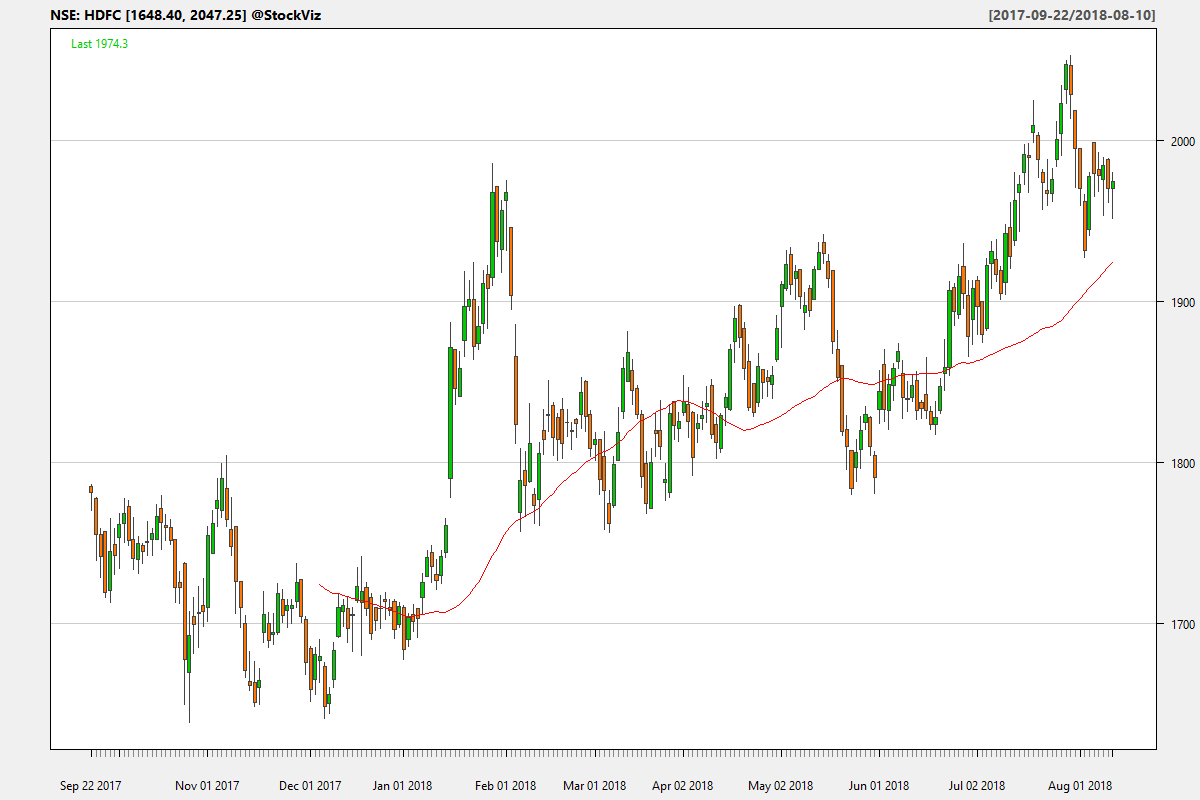 NSE: HDFC [1648.40, 2047.25] @StockViz
[2017-09-22/2018-08-10]
Last 1974.3
2000
1900
1800
1700
Sep 22 2017
Nov 01 2017
Dec 01 2017
Jan 01 2018
Feb 01 2018
Mar 01 2018
Apr 02 2018
May 02 2018
Jun 01 2018
Jul 02 2018
Aug 01 2018